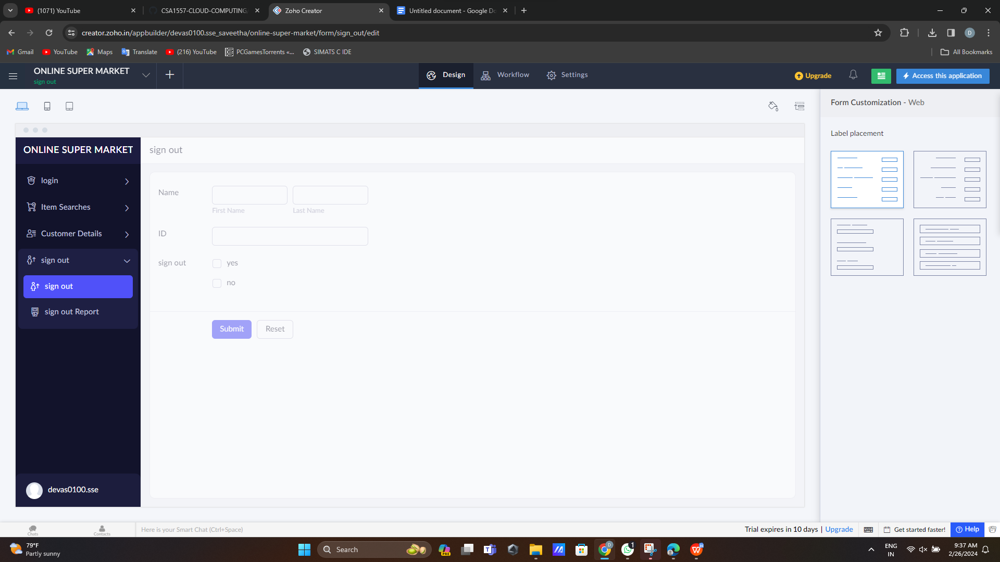 (1071) YouTube
CSA1557-CLOUD-COMPUTING
Zoho Creator
Untitled document - Google Do
creator.zoho.in/appbuilder/devas0100.sse_saveetha/online-super-market/form/sign_out/edit
D
Gmail
YouTube
Maps
Translate
(216) YouTube
PCGamesTorrents «...
SIMATS C IDE
All Bookmarks
ONLINE SUPER MARKET
sign out
Design
Workflow
Settings
Upgrade
Access this application
Form Customization - Web
Label placement
ONLINE SUPER MARKET
login
Item Searches
Customer Details
sign out
sign out
sign out Report
devas0100.sse
sign out
Name
First Name
Last Name
ID
sign out
yes
no
Submit
Reset
Chats
Contacts
Here is your Smart Chat (Ctrl+Space)
Trial expires in 10 days | Upgrade
Get started faster!
Help
79°F
Partly sunny
Search
PRE
D
1
ENG
IN
9:37 AM
2/26/2024